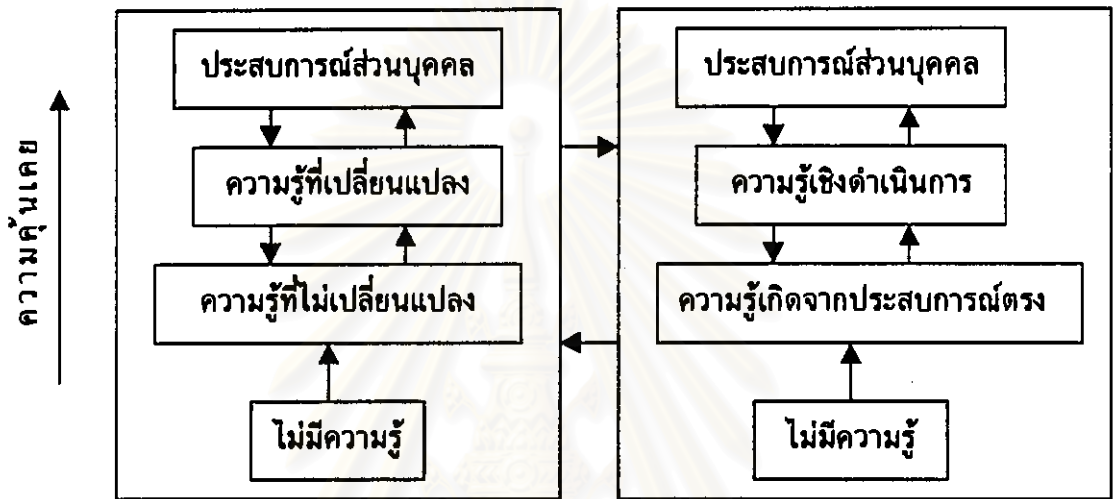 ความคุ้นเคย
ประสบการณ์ส่วนบุคคล
ความรู้ที่เปลี่ยนแปลง
ความรู้ที่ไม่เปลี่ยนแปลง
ไม่มีความรู้
ประสบการณ์ส่วนบุคคล
ความรู้เชิงดำเนินการ
ความรู้เกิดจากประสบการณ์ตรง
ไม่มีความรู้